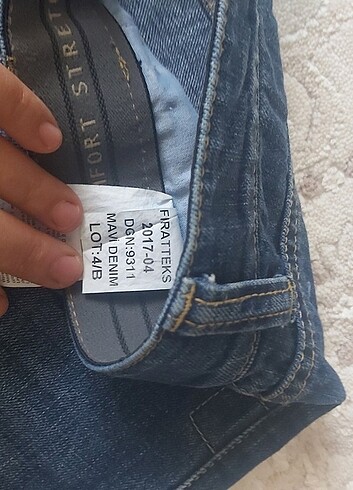 FORT STRET
FIRATTEKS
2017-04
DGN:9311
MAVİ DENIM
LOT:4/B